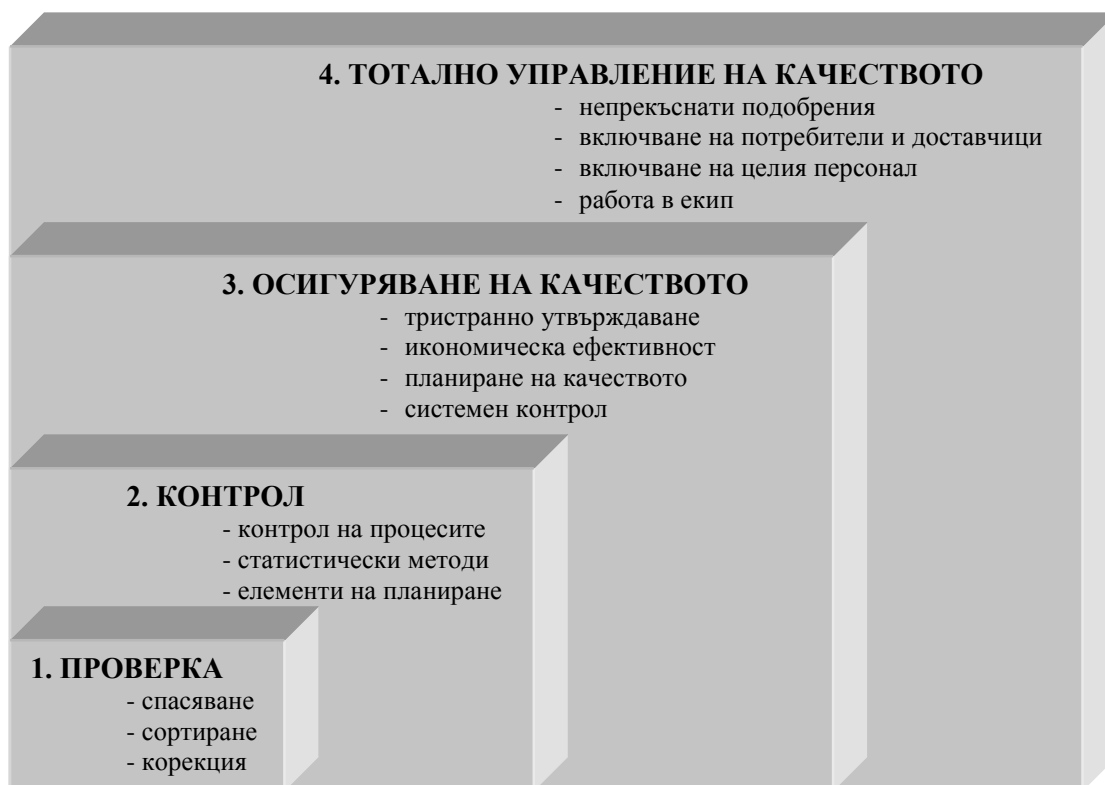 4. ТОТАЛНО УПРАВЛЕНИЕ НА КАЧЕСТВОТО
- непрекъснати подобрения
- включване на потребители и доставчици
- включване на целия персонал
- работа в екип
3. ОСИГУРЯВАНЕ НА КАЧЕСТВОТО
- тристранно утвърждаване
- икономическа ефективност
- планиране на качеството
- системен контрол
2. КОНТРОЛ
- контрол на процесите
- статистически методи
- елементи на планиране
1. ПРОВЕРКА
- спасяване
- сортиране
- корекция